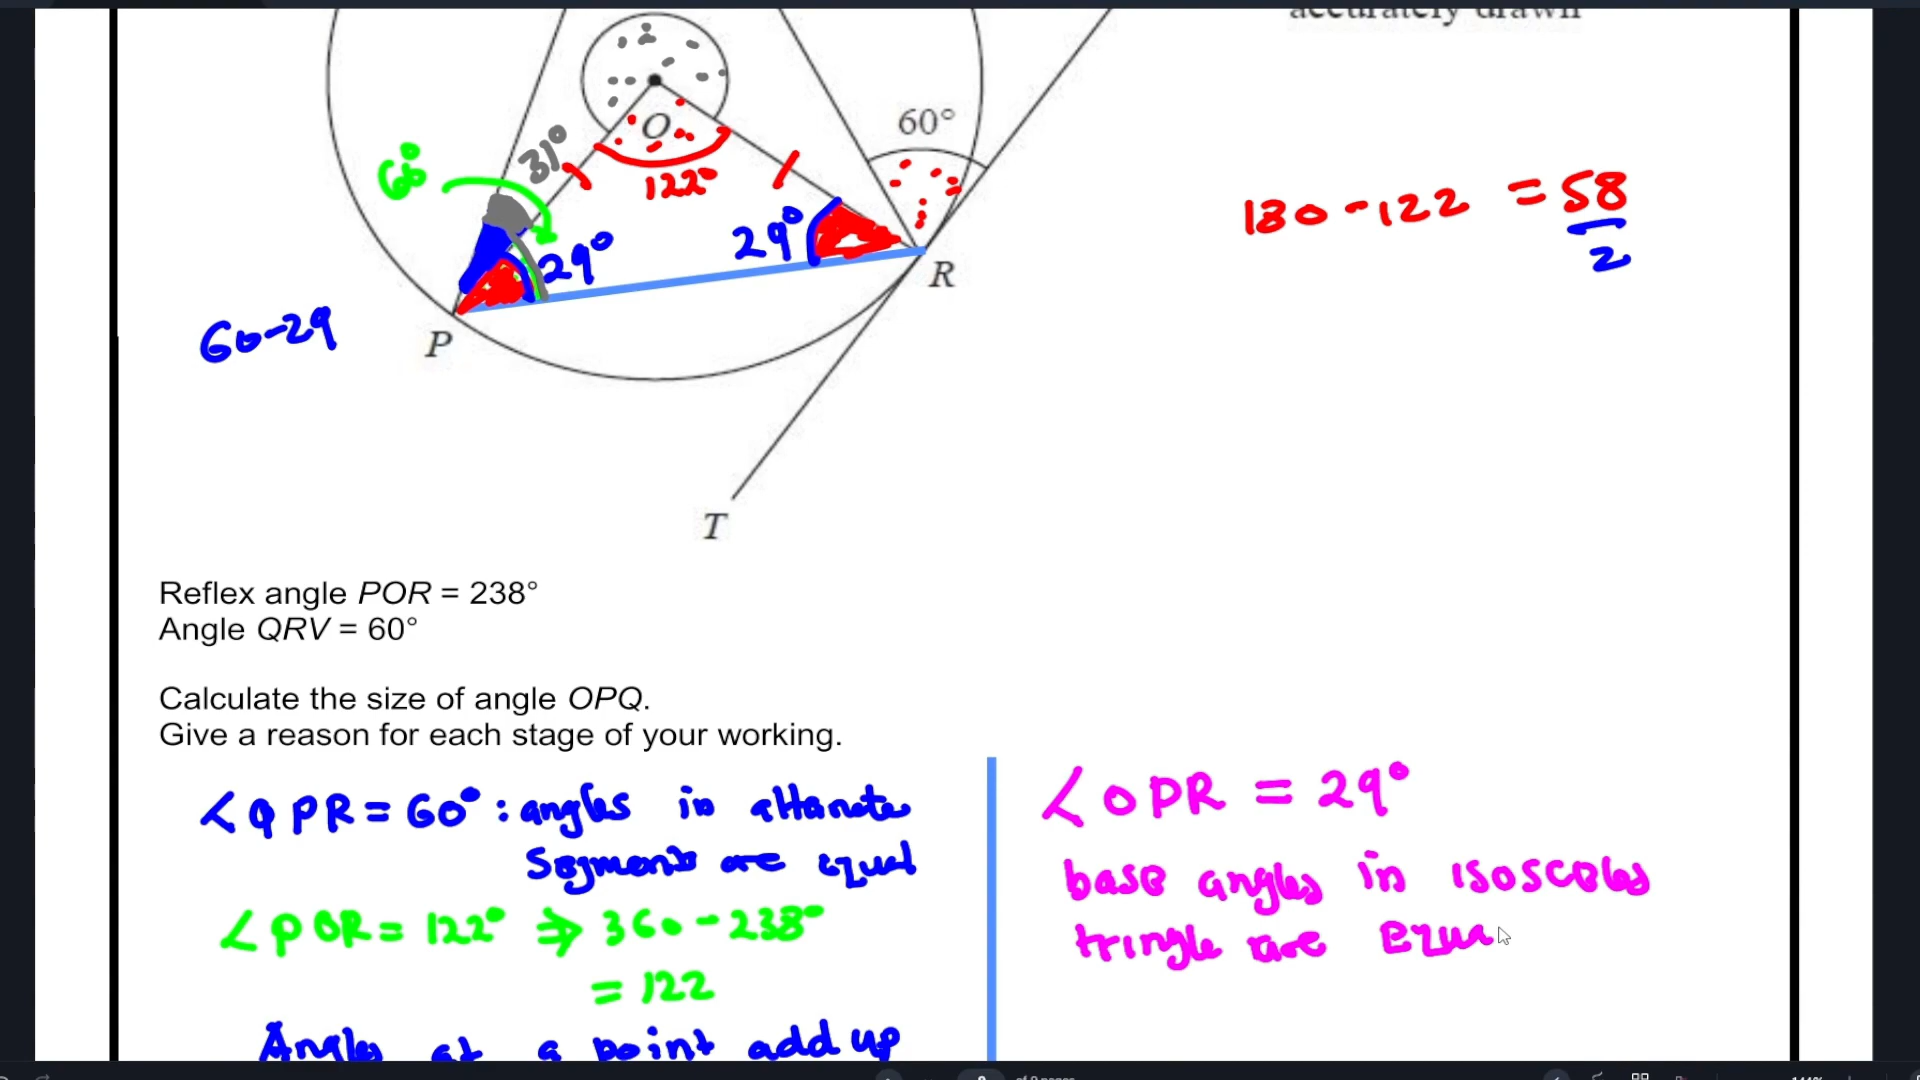 accurately drawn
60°
O
31°
60°
122°
130-122 = 58
2
29°
29°
R
60-29
P
T
Reflex angle POR = 238°
Angle QRV = 60°
Calculate the size of angle OPQ.
Give a reason for each stage of your working.
∠QPR = 60° : angles in alternate
segments are equal
∠POR = 122° ⇒ 360-238°
= 122
Angles at a point add up
∠OPR = 29°
base angles in isosceles
tringle are equa